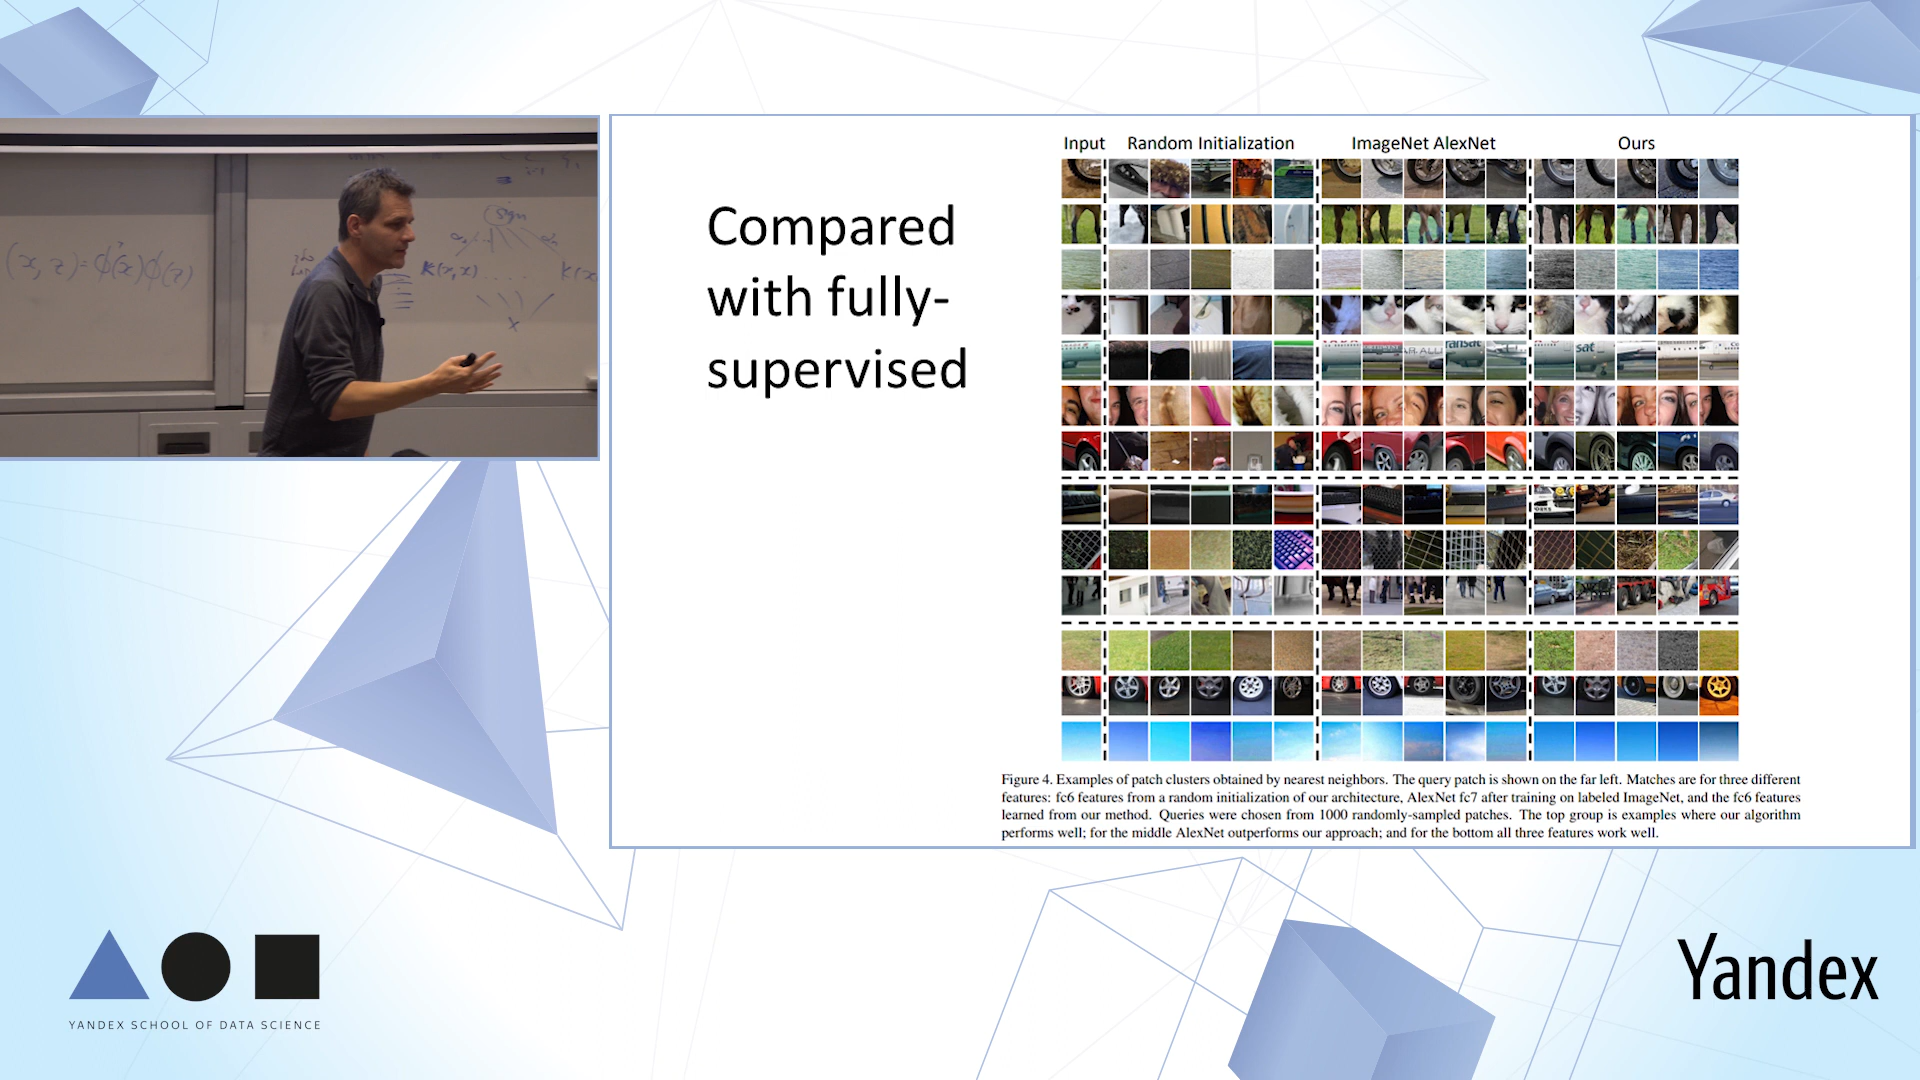 (x, z) = φ(x) φ(z)
sign
K(x, x)
x
Compared
with fully-
supervised
Input Random Initialization ImageNet AlexNet Ours
Figure 4. Examples of patch clusters obtained by nearest neighbors. The query patch is shown on the far left. Matches are for three different
features: fc6 features from a random initialization of our architecture, AlexNet fc7 after training on labeled ImageNet, and the fc6 features
learned from our method. Queries were chosen from 1000 randomly-sampled patches. The top group is examples where our algorithm
performs well; for the middle AlexNet outperforms our approach; and for the bottom all three features work well.
YANDEX SCHOOL OF DATA SCIENCE
Yandex